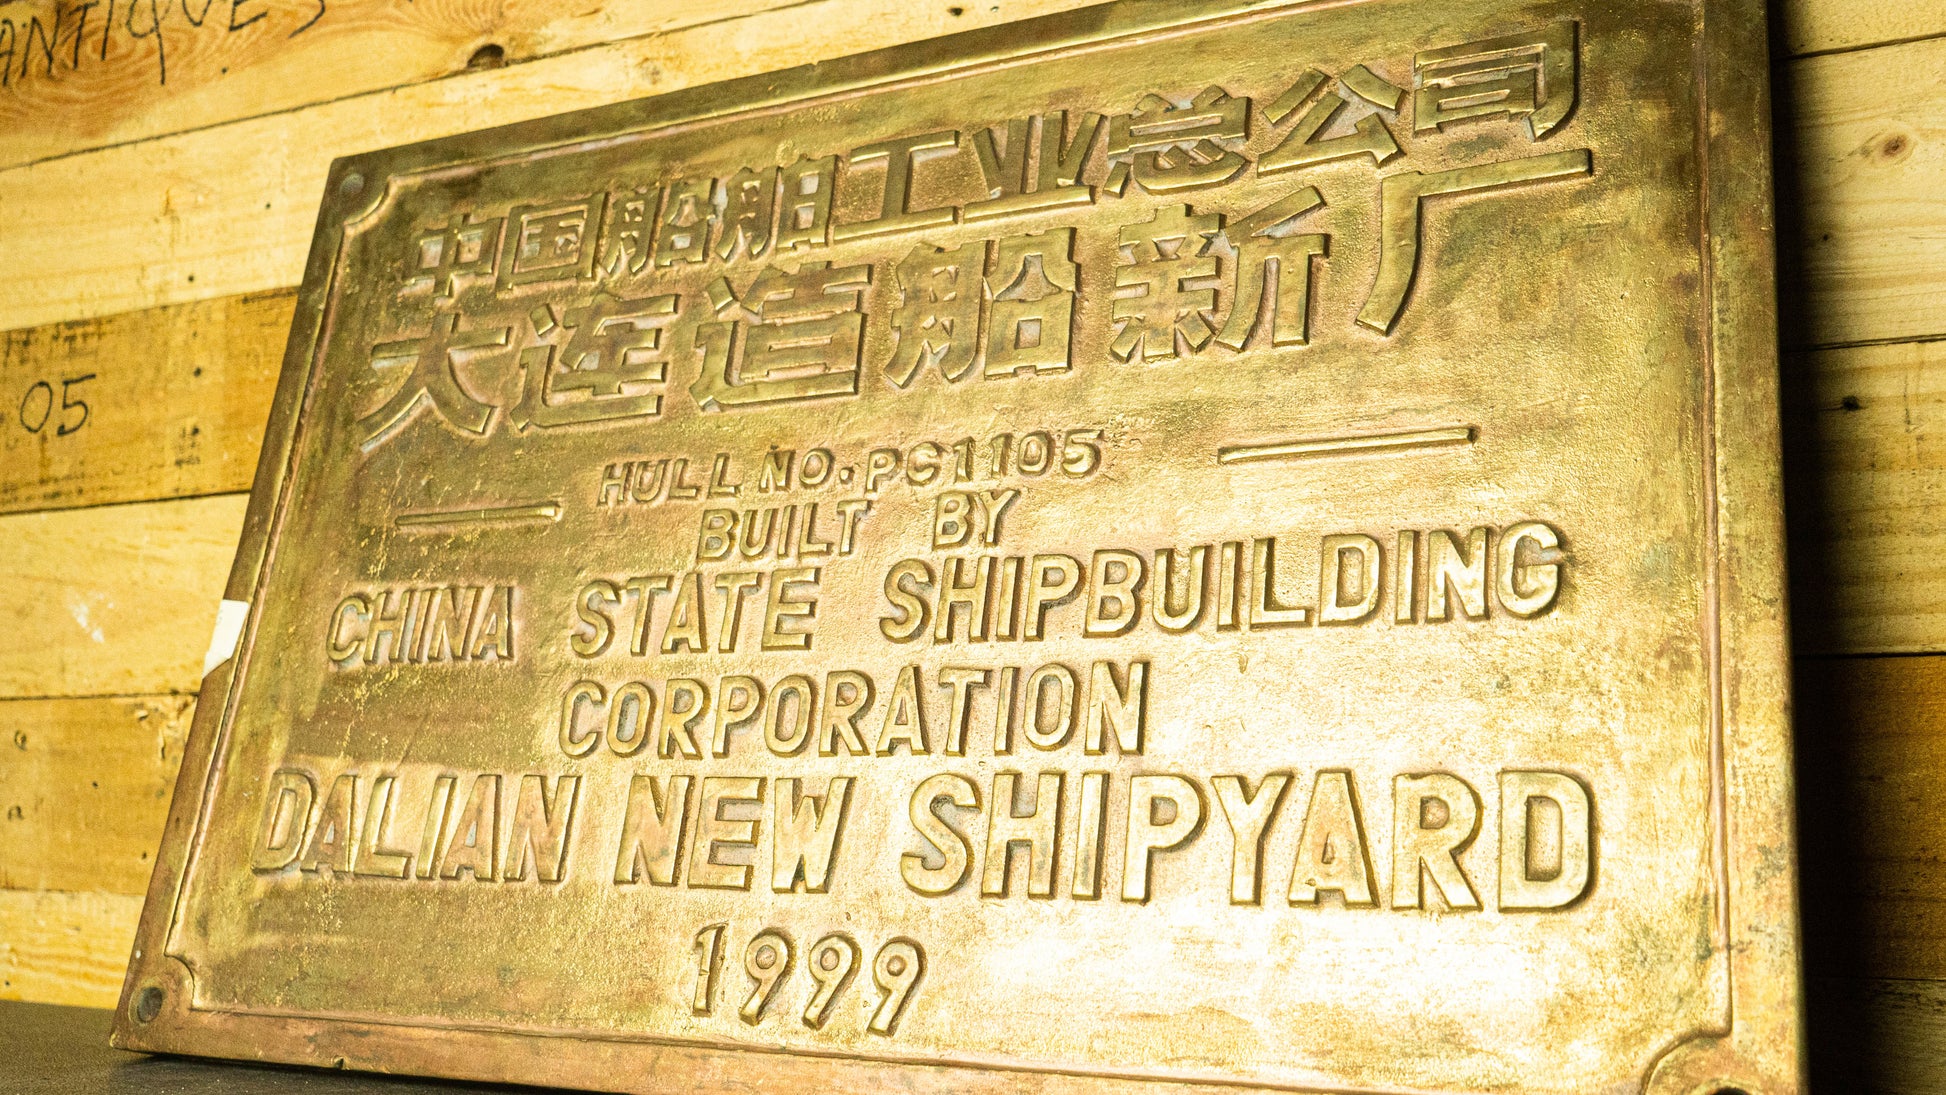 ANTIQUES
中国船舶工业总公司
大连造船新厂
05
HULL NO. PC1105
BUILT BY
CHINA STATE SHIPBUILDING
CORPORATION
DALIAN NEW SHIPYARD
1999